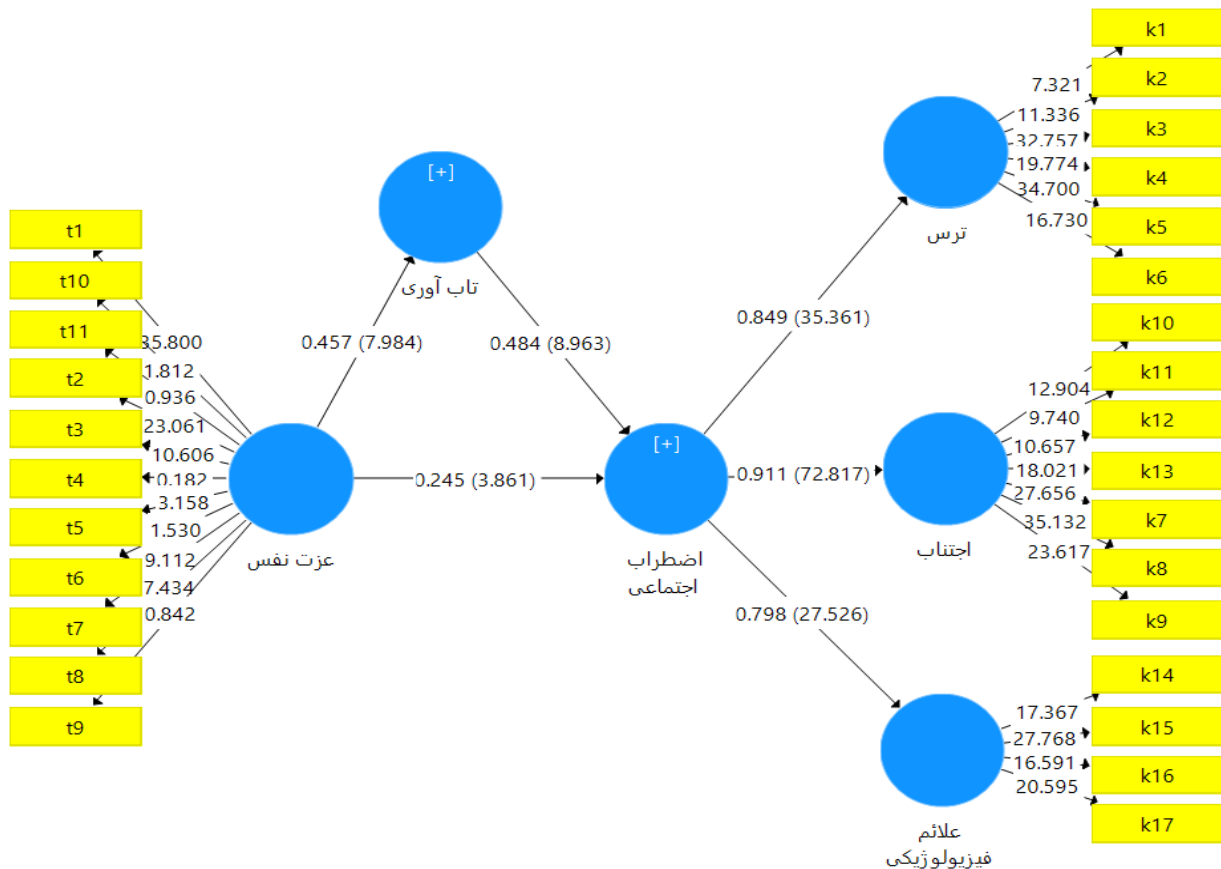 t1
t10
t11
t2
t3
t4
t5
t6
t7
t8
t9
35.800
1.812
0.936
23.061
10.606
0.182
3.158
1.530
9.112
7.434
0.842
عزت نفس
0.457 (7.984)
[+]
تاب آوری
0.484 (8.963)
0.245 (3.861)
[+]
اضطراب
اجتماعی
0.849 (35.361)
0.911 (72.817)
0.798 (27.526)
ترس
7.321
11.336
32.757
19.774
34.700
16.730
k1
k2
k3
k4
k5
k6
اجتناب
12.904
9.740
10.657
18.021
27.656
35.132
23.617
k10
k11
k12
k13
k7
k8
k9
علائم
فیزیولوژیکی
17.367
27.768
16.591
20.595
k14
k15
k16
k17